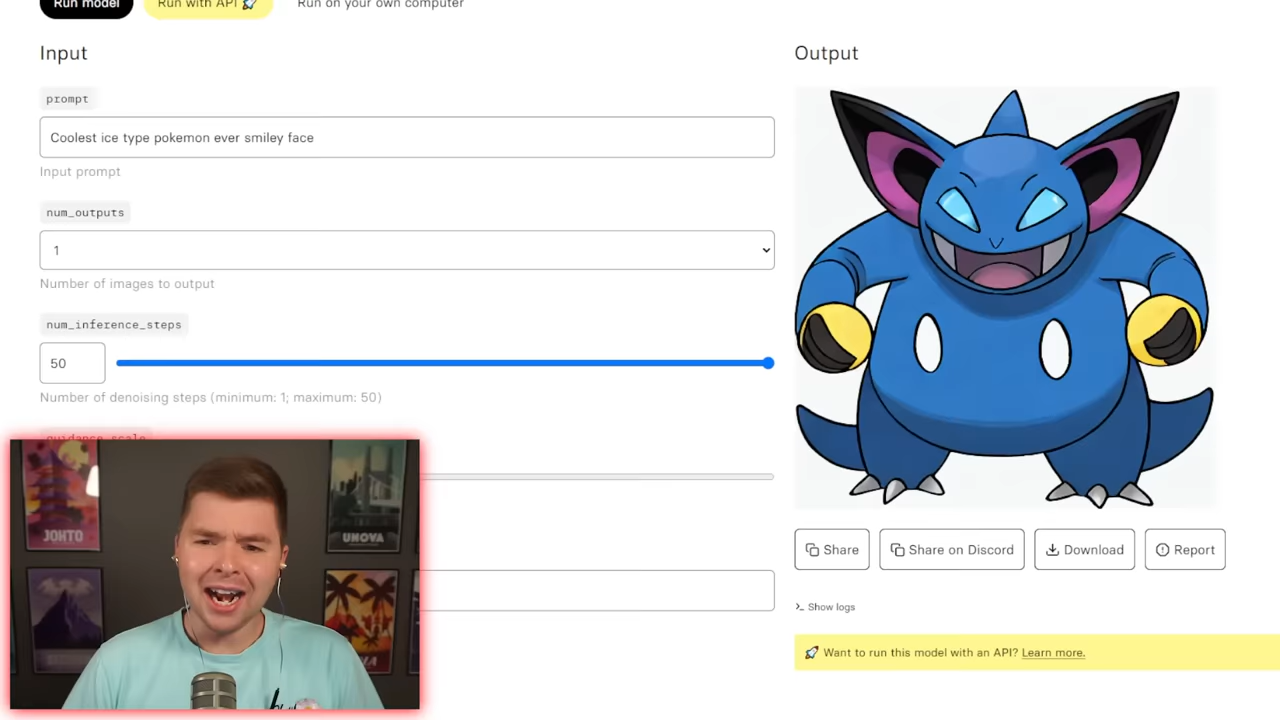 Run model
Run with API 🚀
Run on your own computer
Input
Output
prompt
Coolest ice type pokemon ever smiley face
Input prompt
num_outputs
1
Number of images to output
num_inference_steps
50
Number of denoising steps (minimum: 1; maximum: 50)
guidance_scale
JOHTO
UNOVA
Share
Share on Discord
Download
Report
>_ Show logs
🚀 Want to run this model with an API? Learn more.